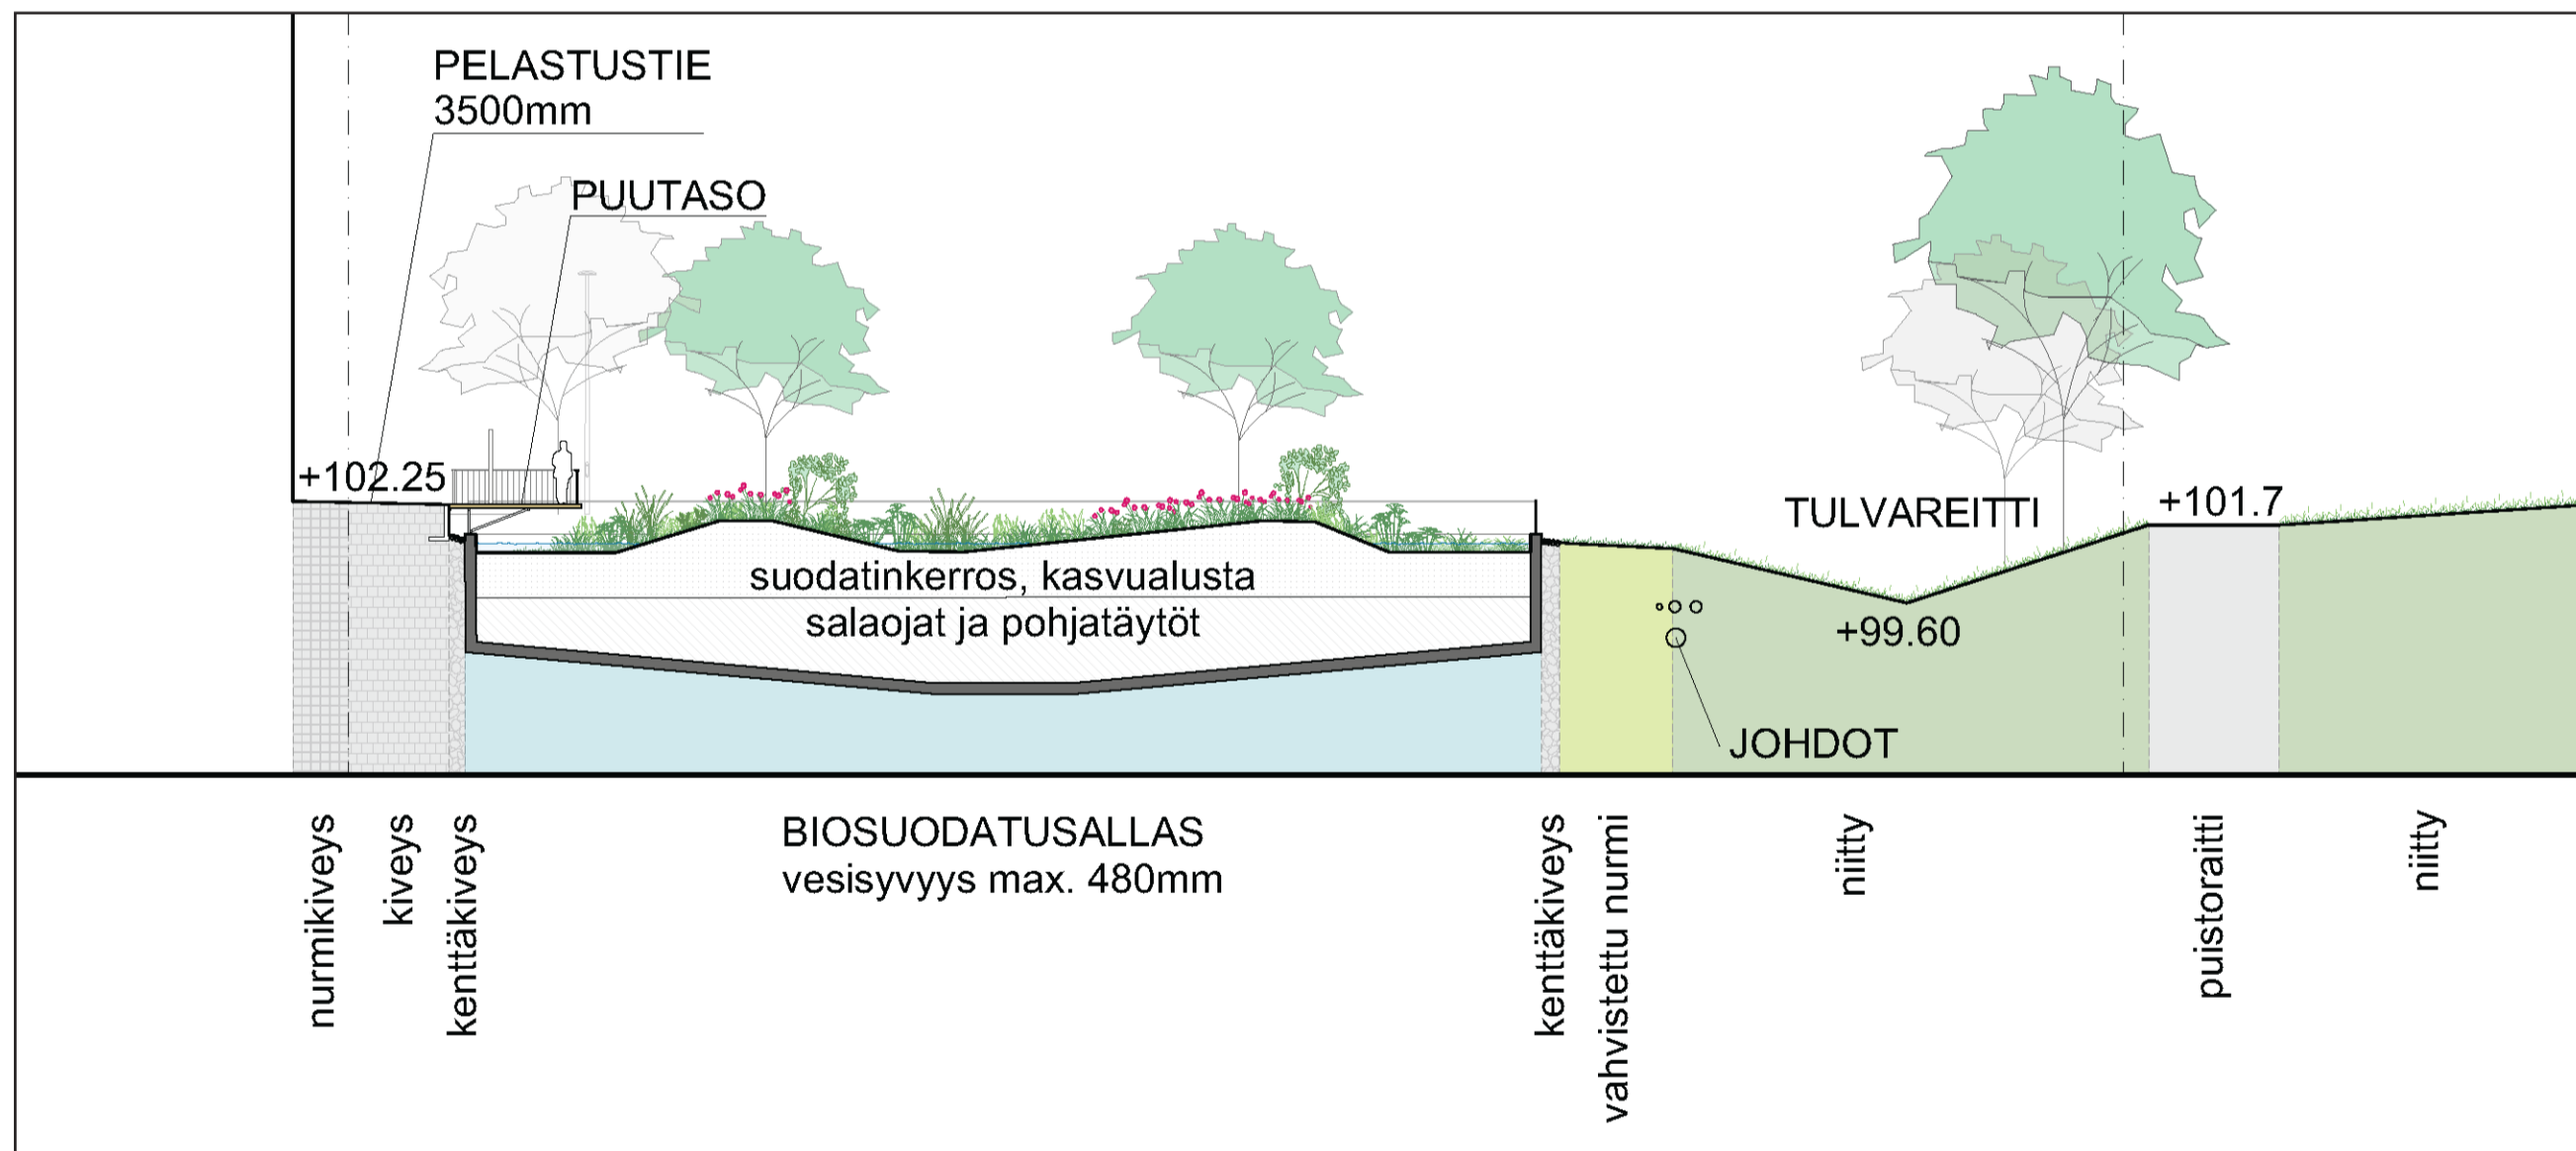 PELASTUSTIE
3500mm
PUUTASO
+102.25
TULVAREITTI
+101.7
suodatinkerros, kasvualusta
salaojat ja pohjatäytöt
+99.60
JOHDOT
nurmikiveys
kiveys
kenttäkiveys
BIOSUODATUSALLAS
vesisyvyys max. 480mm
kenttäkiveys
vahvistettu nurmi
niitty
puistoraitti
niitty